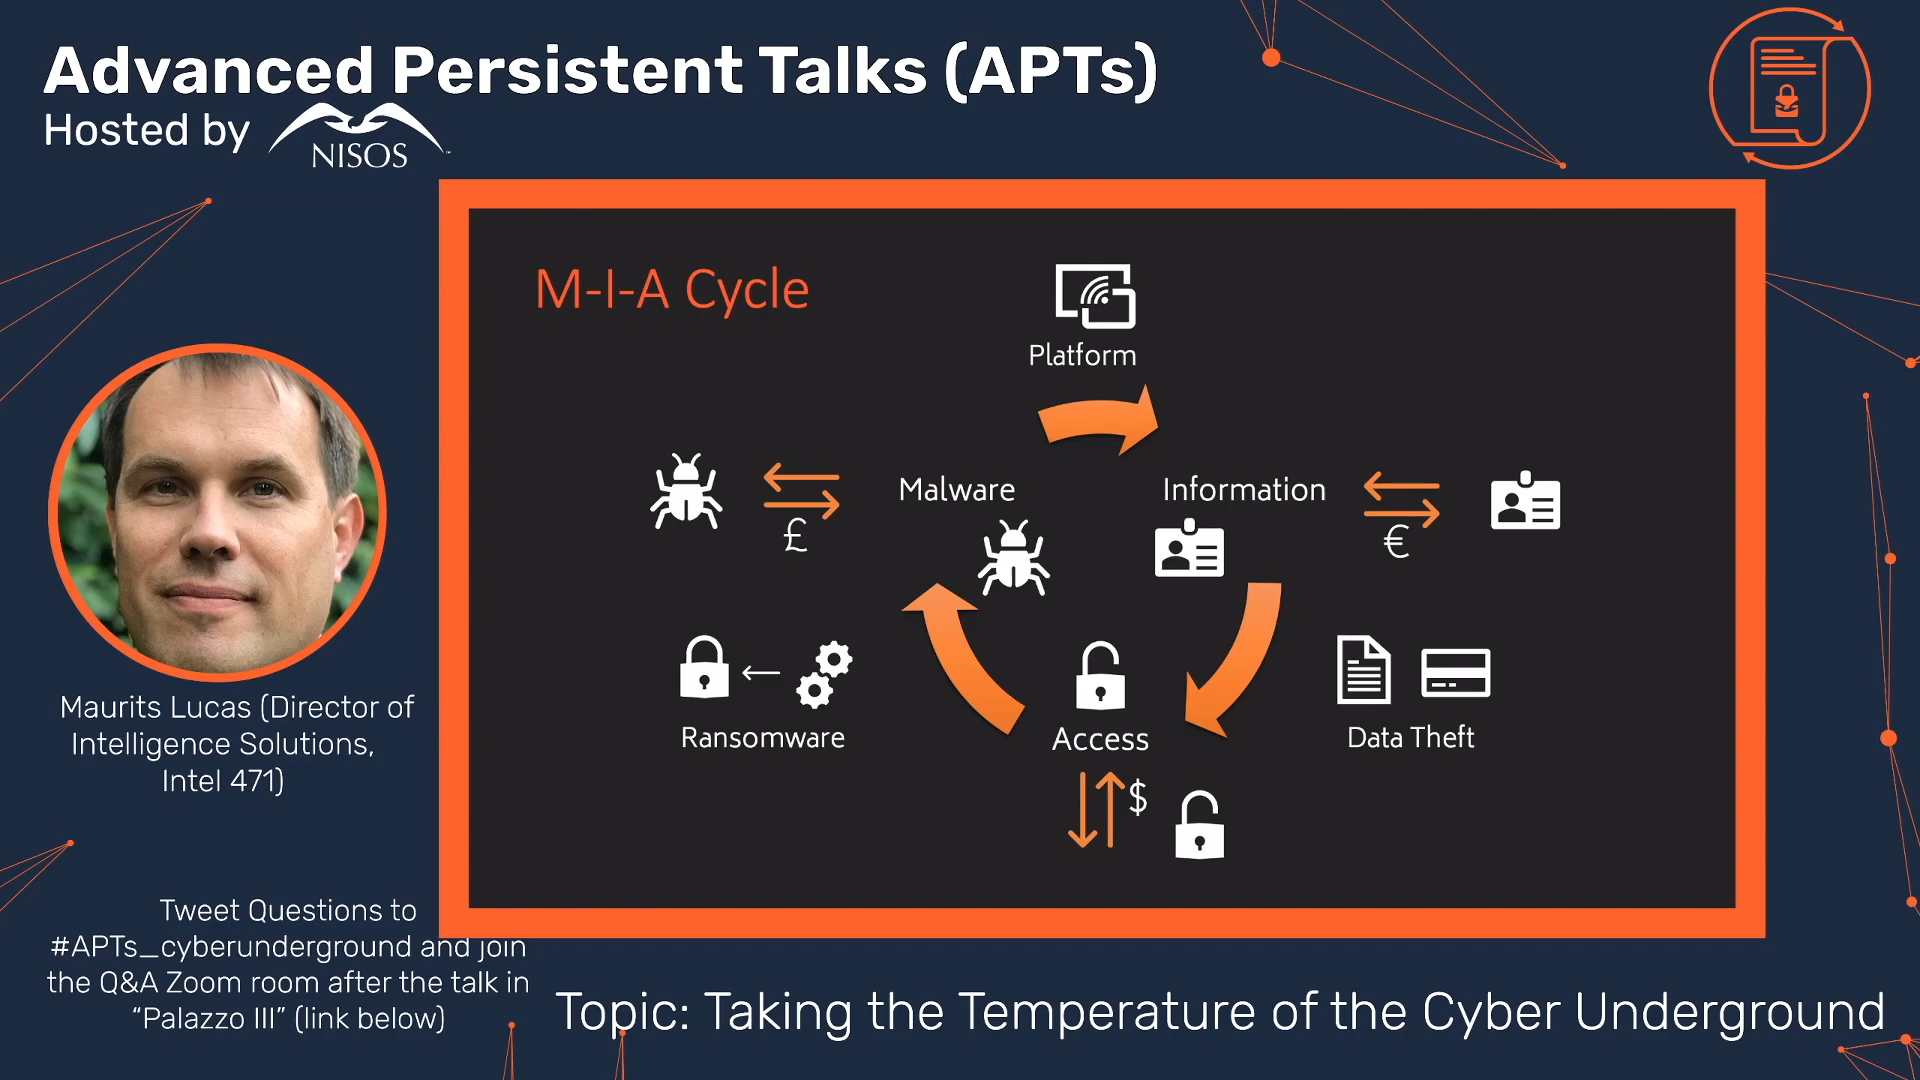 Advanced Persistent Talks (APTs)
Hosted by NISOS™
M-I-A Cycle
Platform
Malware
Information
£
€
Ransomware
Access
Data Theft
$
Maurits Lucas (Director of
Intelligence Solutions,
Intel 471)
Tweet Questions to
#APTs_cyberunderground and join
the Q&A Zoom room after the talk in
“Palazzo III” (link below)
Topic: Taking the Temperature of the Cyber Underground